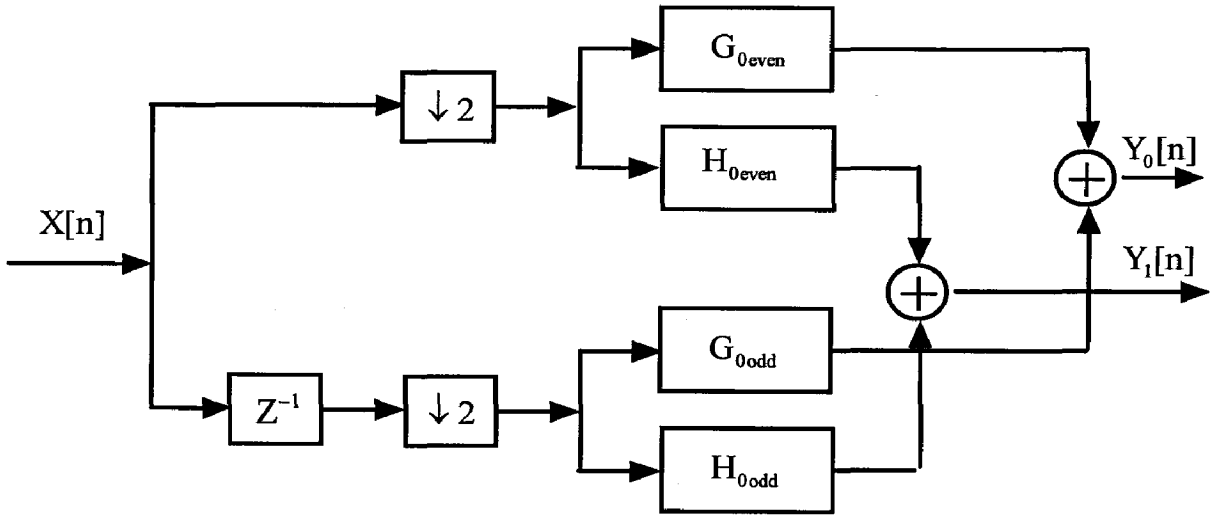 G₀even
↓2
H₀even
+
Y₀[n]
X[n]
+
Y₁[n]
G₀odd
Z⁻¹
↓2
H₀odd